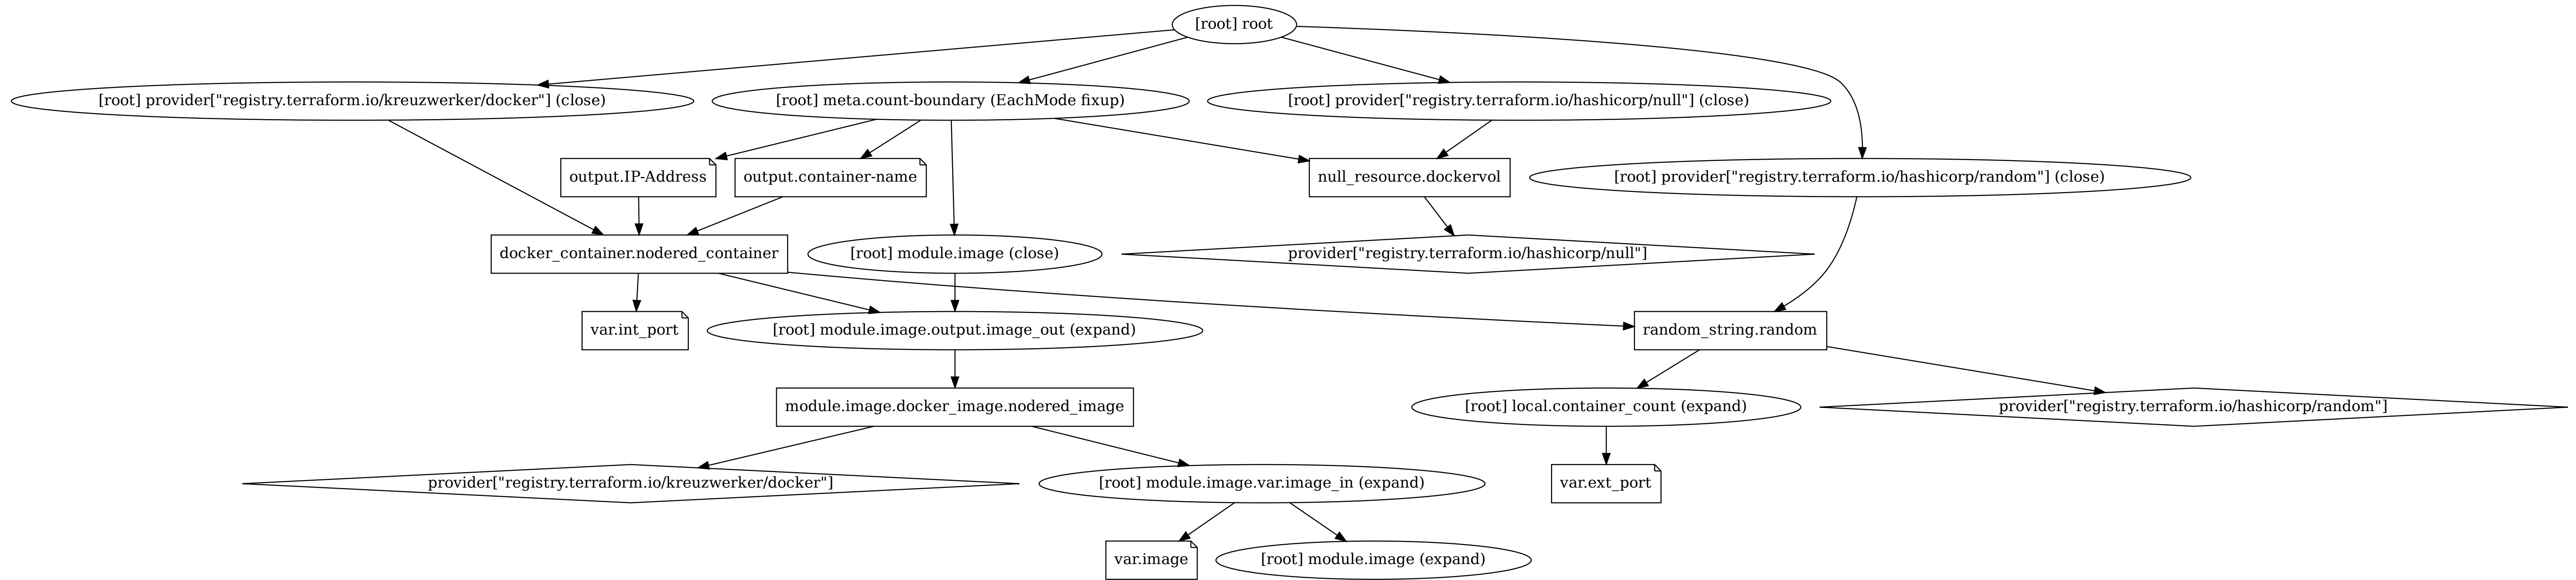 [root] root
[root] provider[\"registry.terraform.io/kreuzwerker/docker\"] (close)
[root] meta.count-boundary (EachMode fixup)
[root] provider[\"registry.terraform.io/hashicorp/null\"] (close)
output.IP-Address
output.container-name
null_resource.dockervol
[root] provider[\"registry.terraform.io/hashicorp/random\"] (close)
docker_container.nodered_container
[root] module.image (close)
provider[\"registry.terraform.io/hashicorp/null\"]
var.int_port
[root] module.image.output.image_out (expand)
random_string.random
module.image.docker_image.nodered_image
[root] local.container_count (expand)
provider[\"registry.terraform.io/hashicorp/random\"]
provider[\"registry.terraform.io/kreuzwerker/docker\"]
[root] module.image.var.image_in (expand)
var.ext_port
var.image
[root] module.image (expand)